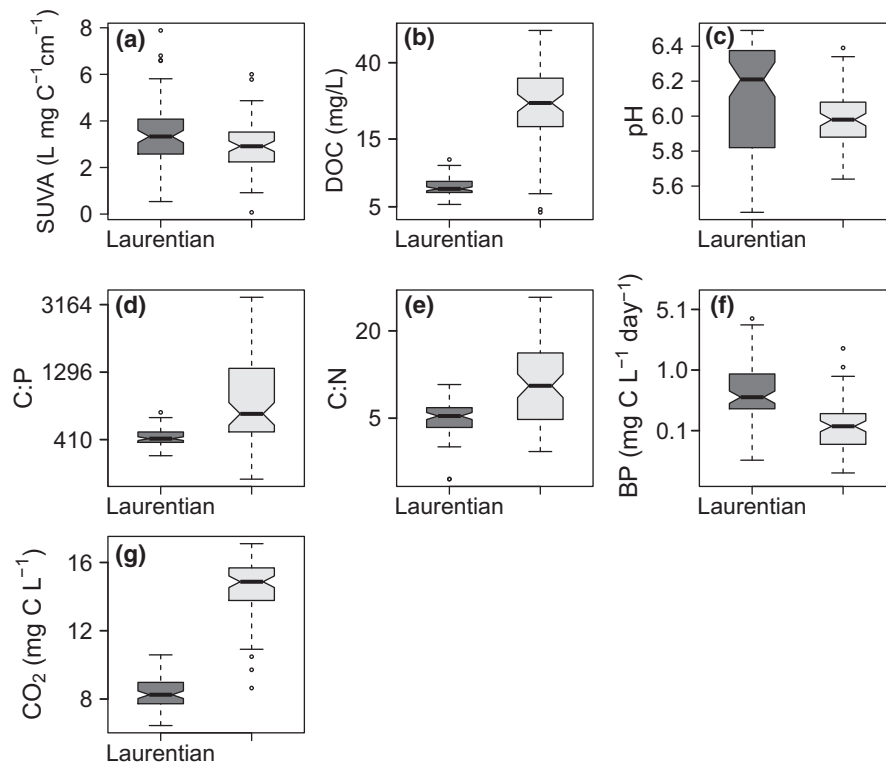 (a)
SUVA (L mg C⁻¹cm⁻¹)
8
6
4
2
0
Laurentian
(b)
DOC (mg/L)
40
15
5
Laurentian
(c)
pH
6.4
6.2
6.0
5.8
5.6
Laurentian
(d)
C:P
3164
1296
410
Laurentian
(e)
C:N
20
5
Laurentian
(f)
BP (mg C L⁻¹ day⁻¹)
5.1
1.0
0.1
Laurentian
(g)
CO₂ (mg C L⁻¹)
16
12
8
Laurentian